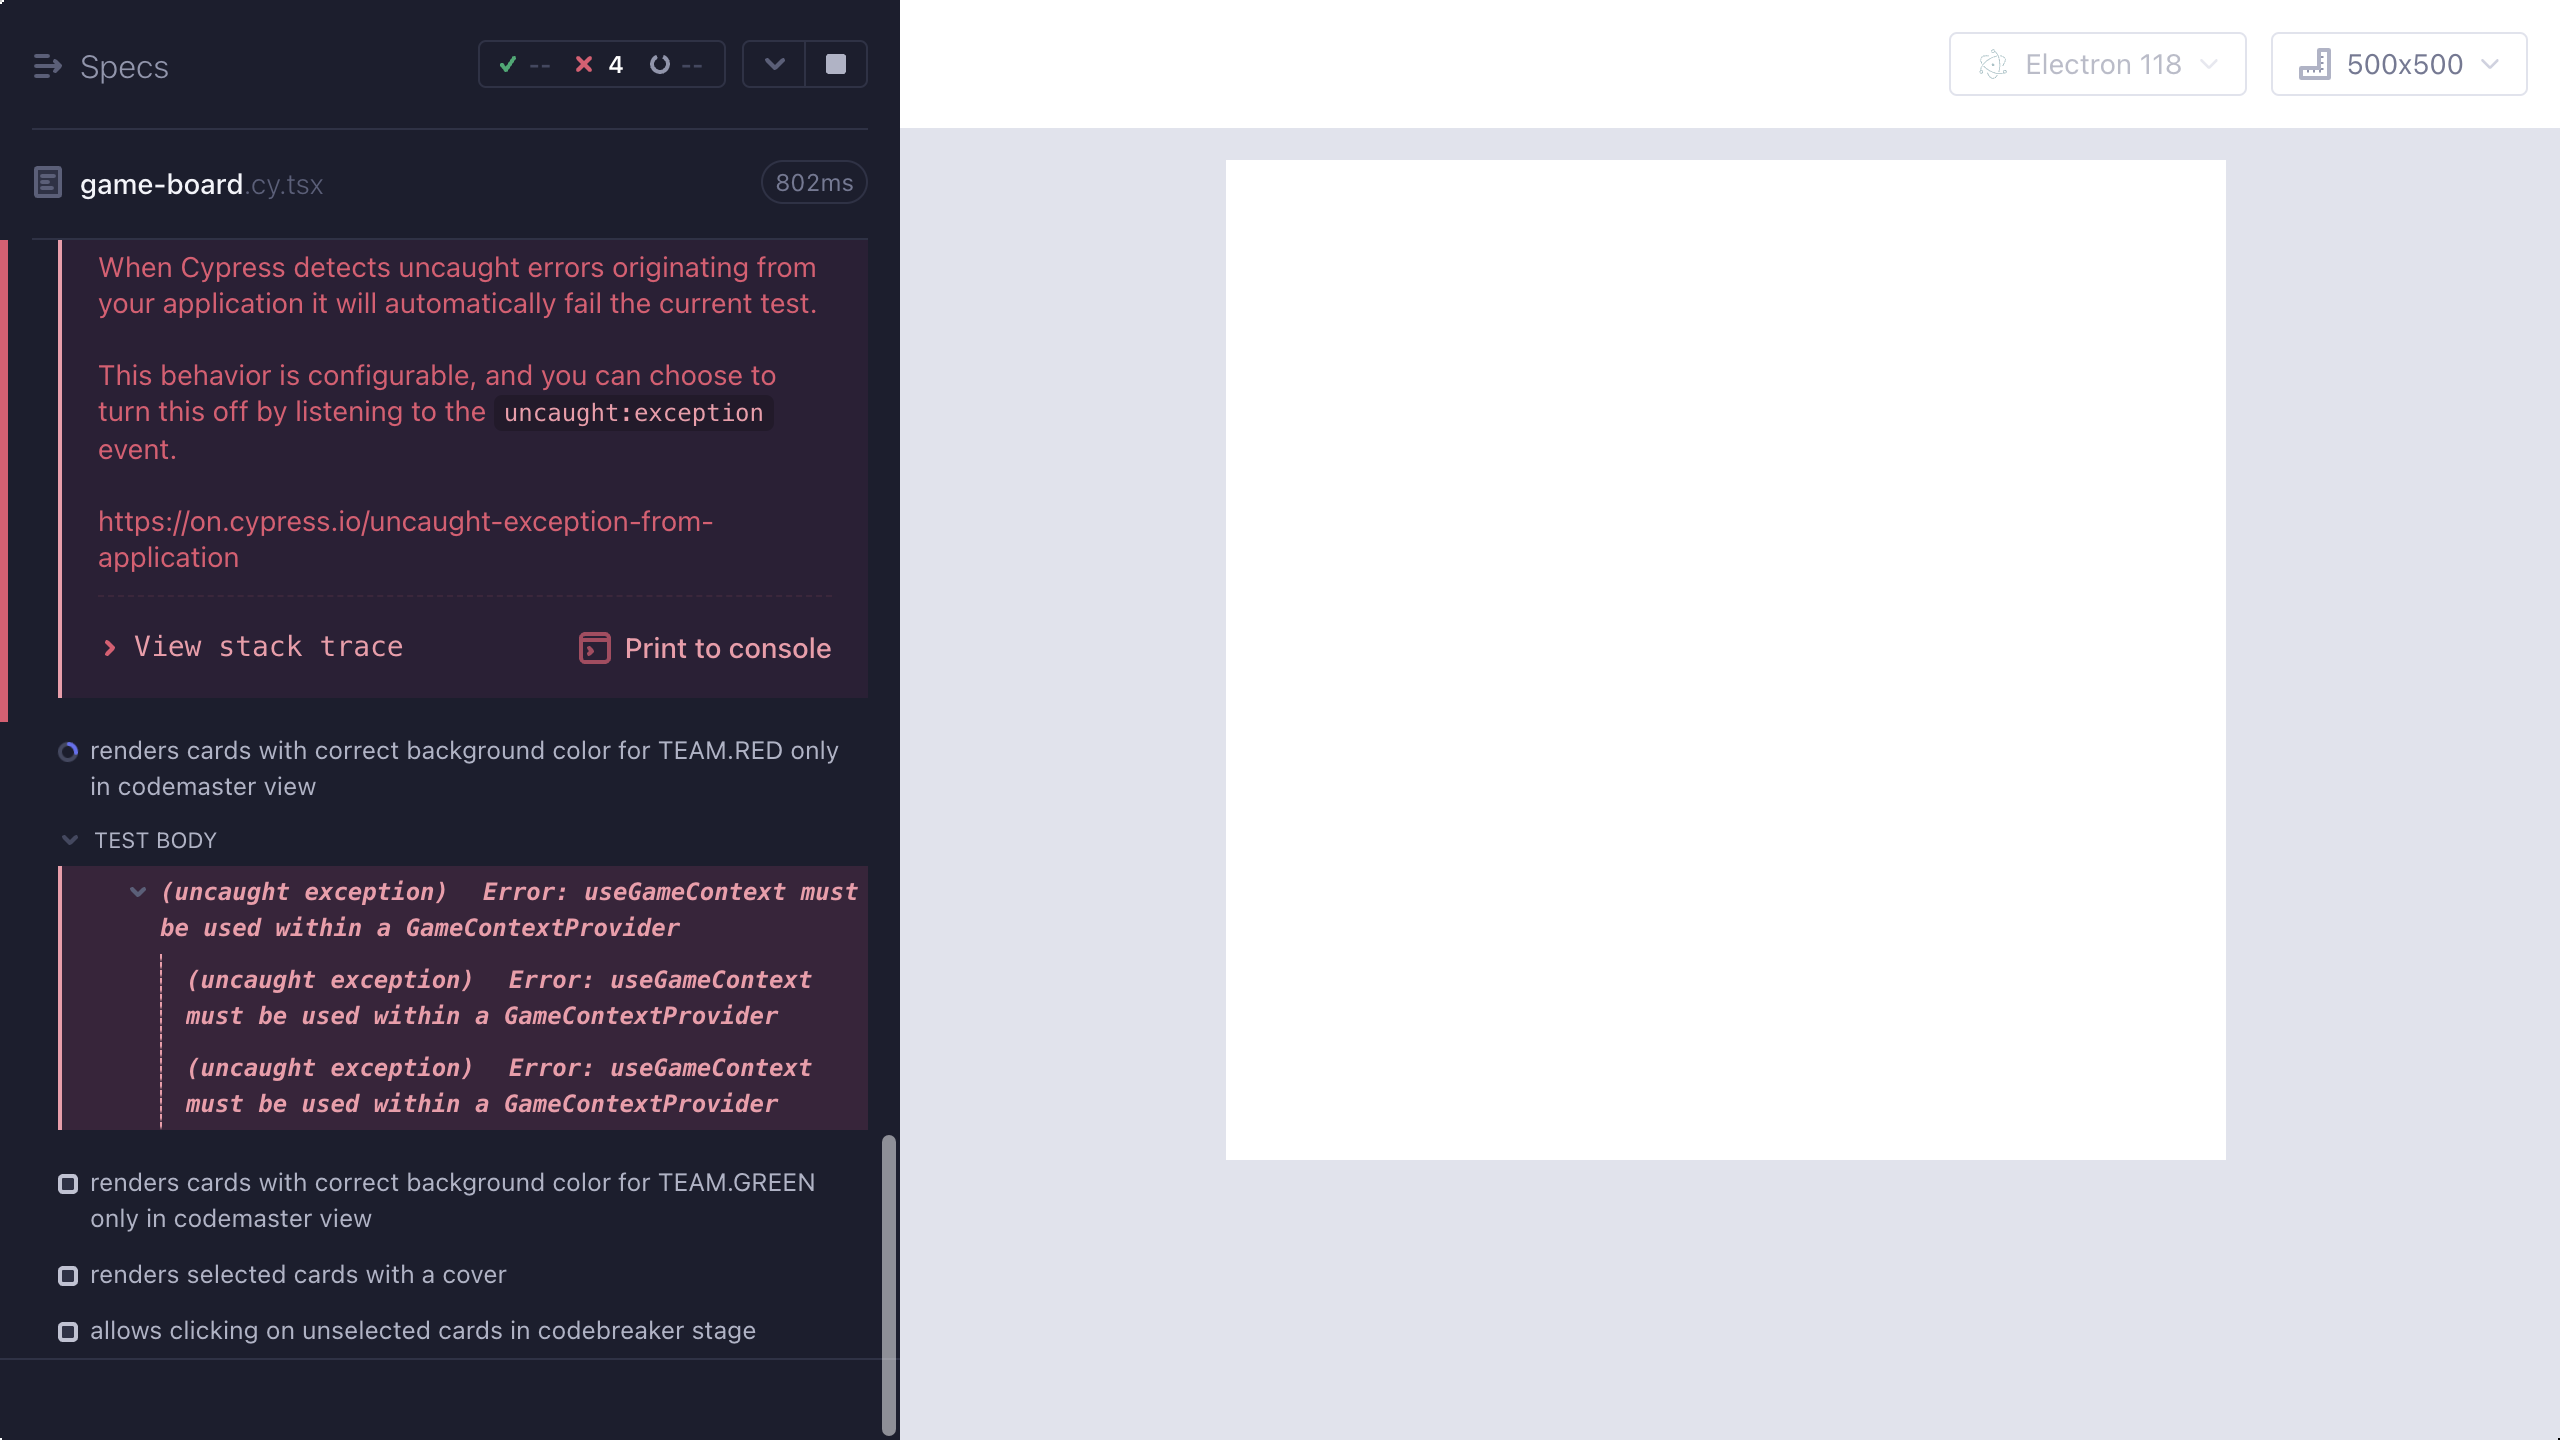 Specs
-- 4 --
Electron 118
500x500
game-board.cy.tsx
802ms
When Cypress detects uncaught errors originating from
your application it will automatically fail the current test.
This behavior is configurable, and you can choose to
turn this off by listening to the uncaught:exception
event.
https://on.cypress.io/uncaught-exception-from-
application
View stack trace
Print to console
renders cards with correct background color for TEAM.RED only
in codemaster view
TEST BODY
(uncaught exception) Error: useGameContext must
be used within a GameContextProvider
(uncaught exception) Error: useGameContext
must be used within a GameContextProvider
(uncaught exception) Error: useGameContext
must be used within a GameContextProvider
renders cards with correct background color for TEAM.GREEN
only in codemaster view
renders selected cards with a cover
allows clicking on unselected cards in codebreaker stage